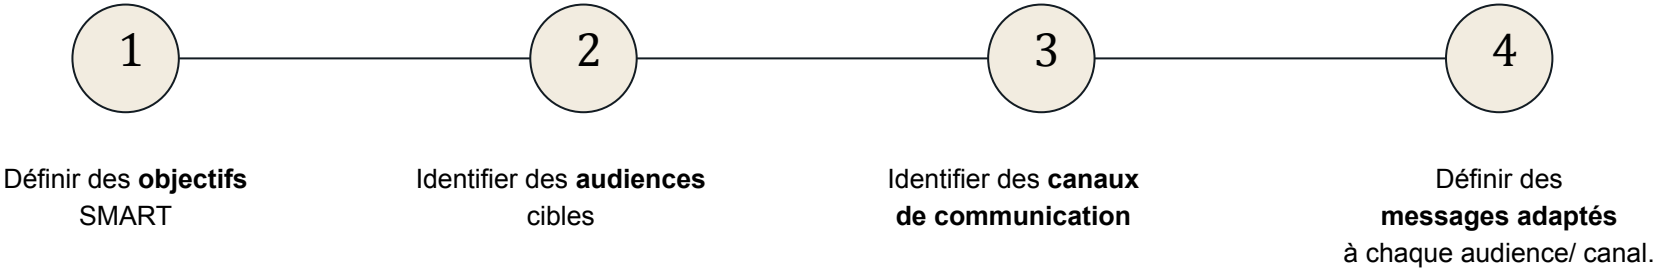 1
2
3
4
Définir des objectifs
SMART
Identifier des audiences
cibles
Identifier des canaux
de communication
Définir des
messages adaptés
à chaque audience/ canal.